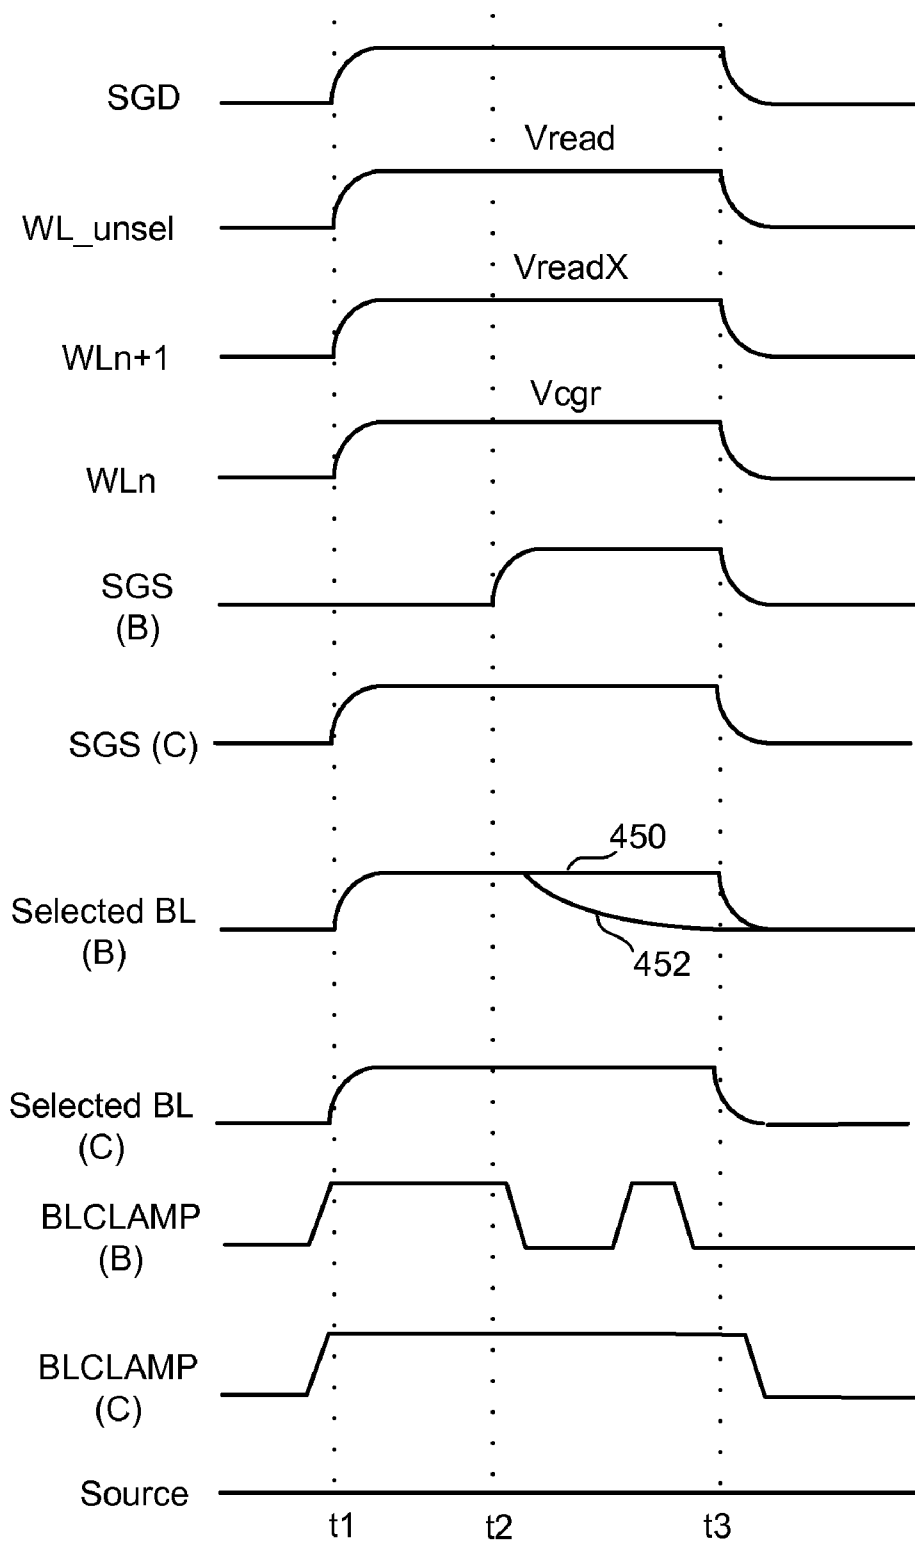 SGD
Vread
WL_unsel
VreadX
WLn+1
Vcgr
WLn
SGS
(B)
SGS (C)
450
Selected BL
(B)
452
Selected BL
(C)
BLCLAMP
(B)
BLCLAMP
(C)
Source
t1
t2
t3